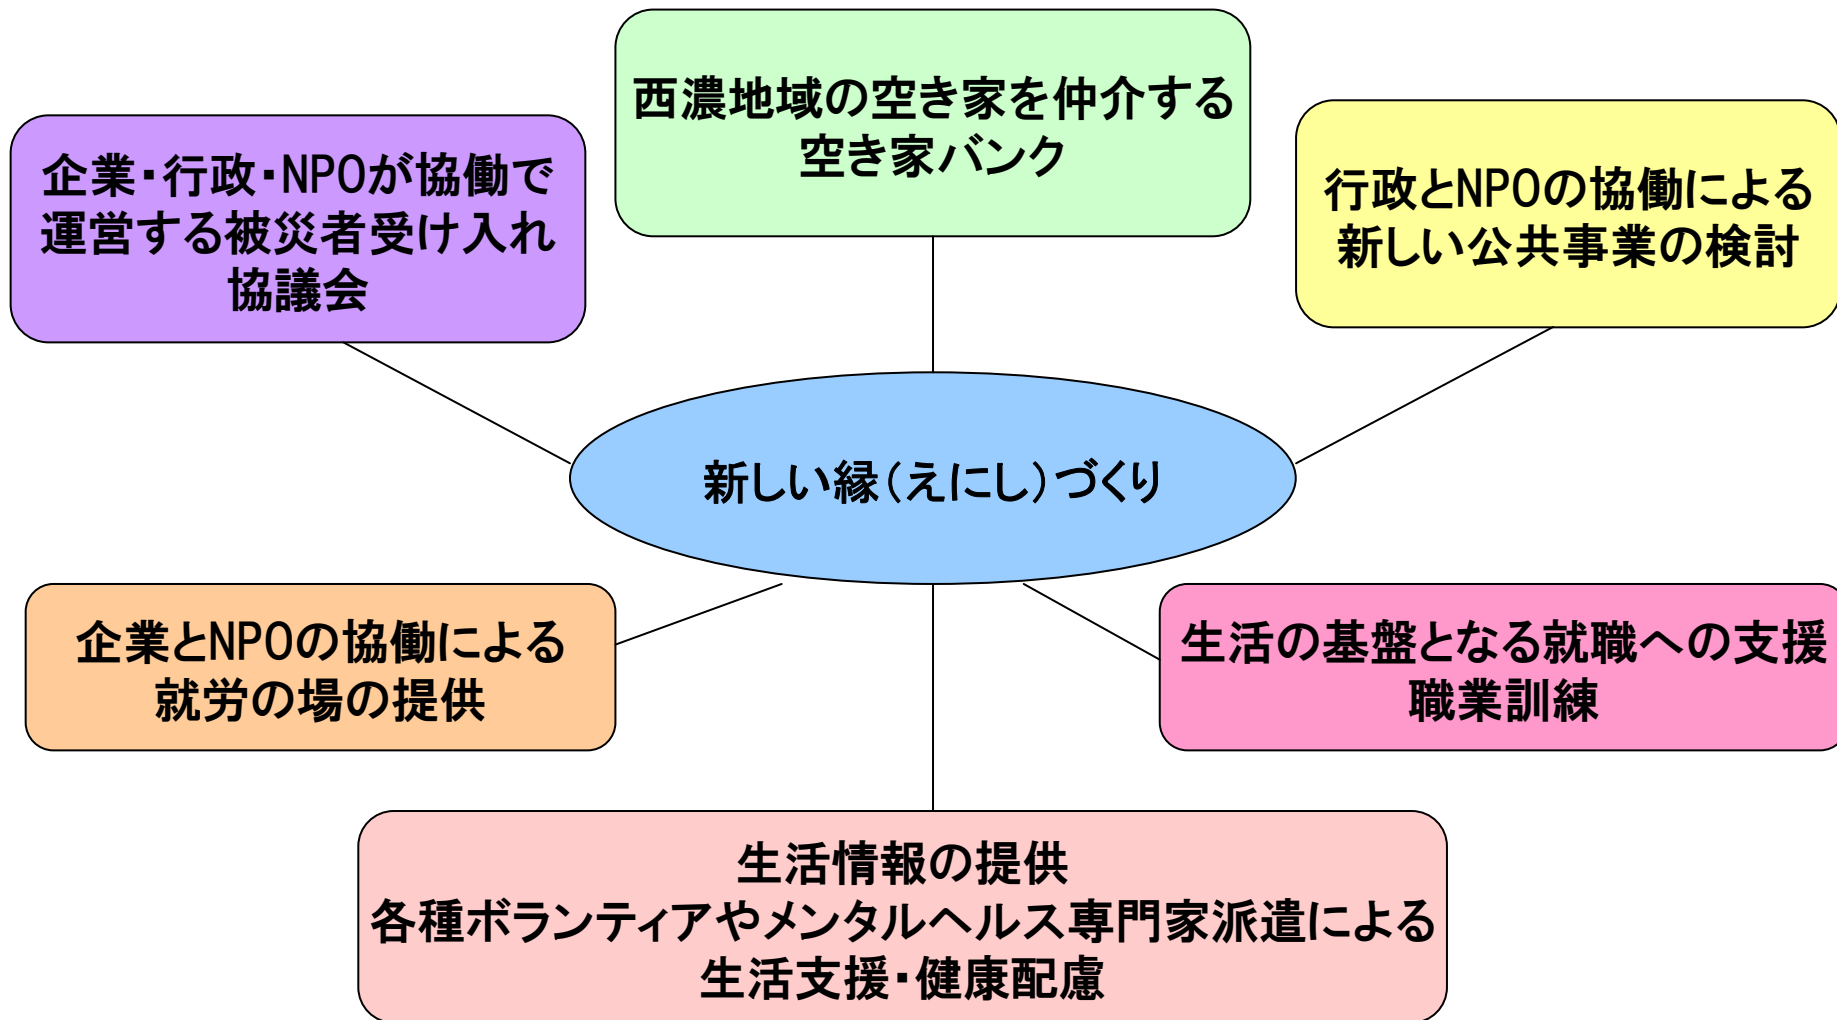 西濃地域の空き家を仲介する
空き家バンク
企業・行政・NPOが協働で
運営する被災者受け入れ
協議会
行政とNPOの協働による
新しい公共事業の検討
新しい縁(えにし)づくり
企業とNPOの協働による
就労の場の提供
生活の基盤となる就職への支援
職業訓練
生活情報の提供
各種ボランティアやメンタルヘルス専門家派遣による
生活支援・健康配慮